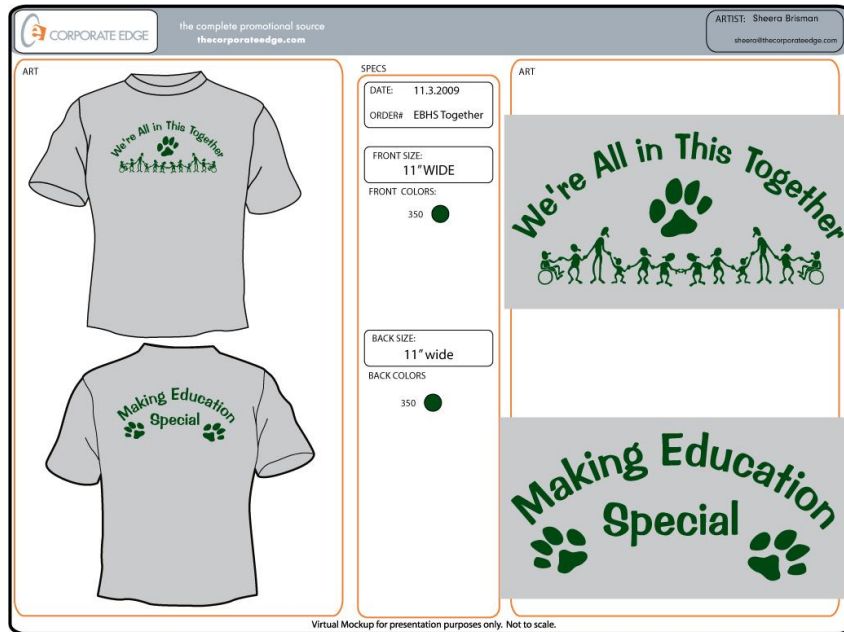 e CORPORATE EDGE
the complete promotional source
thecorporateedge.com
ARTIST: Sheera Brisman
sheera@thecorporateedge.com
ART
We're All in This Together
Making Education
Special
SPECS
DATE: 11.3.2009
ORDER# EBHS Together
FRONT SIZE:
11"WIDE
FRONT COLORS:
350
BACK SIZE:
11" wide
BACK COLORS
350
ART
We're All in This Together
Making Education
Special
Virtual Mockup for presentation purposes only. Not to scale.